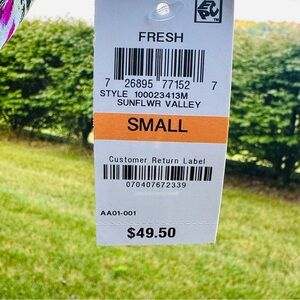 FRESH
7 26895 77152 7
STYLE 100023413M
SUNFLWR VALLEY
SMALL
Customer Return Label
070407672339
AA01-001
$49.50